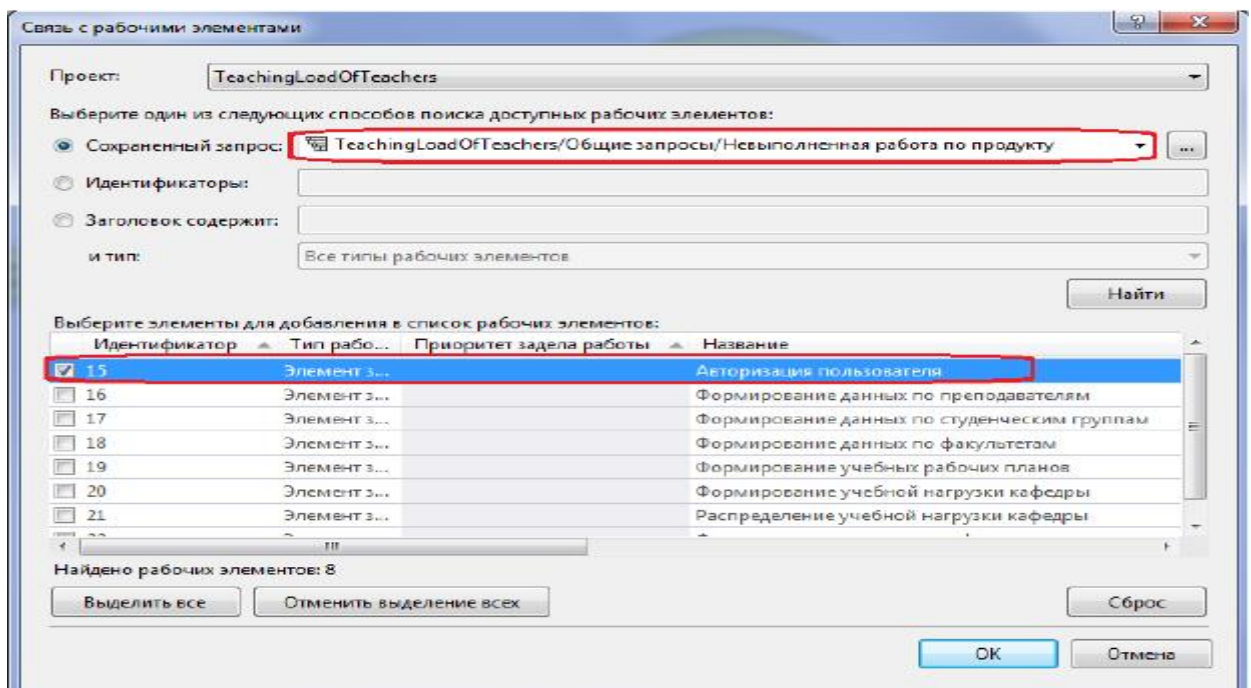 Связь с рабочими элементами
Проект: TeachingLoadOfTeachers
Выберите один из следующих способов поиска доступных рабочих элементов:
Сохраненный запрос: TeachingLoadOfTeachers/Общие запросы/Невыполненная работа по продукту ...
Идентификаторы:
Заголовок содержит:
и тип: Все типы рабочих элементов
Найти
Выберите элементы для добавления в список рабочих элементов:
Идентификатор Тип рабо... Приоритет задела работы Название
15 Элемент з... Авторизация пользователя
16 Элемент з... Формирование данных по преподавателям
17 Элемент з... Формирование данных по студенческим группам
18 Элемент з... Формирование данных по факультетам
19 Элемент з... Формирование учебных рабочих планов
20 Элемент з... Формирование учебной нагрузки кафедры
21 Элемент з... Распределение учебной нагрузки кафедры
Найдено рабочих элементов: 8
Выделить все Отменить выделение всех Сброс
OK Отмена